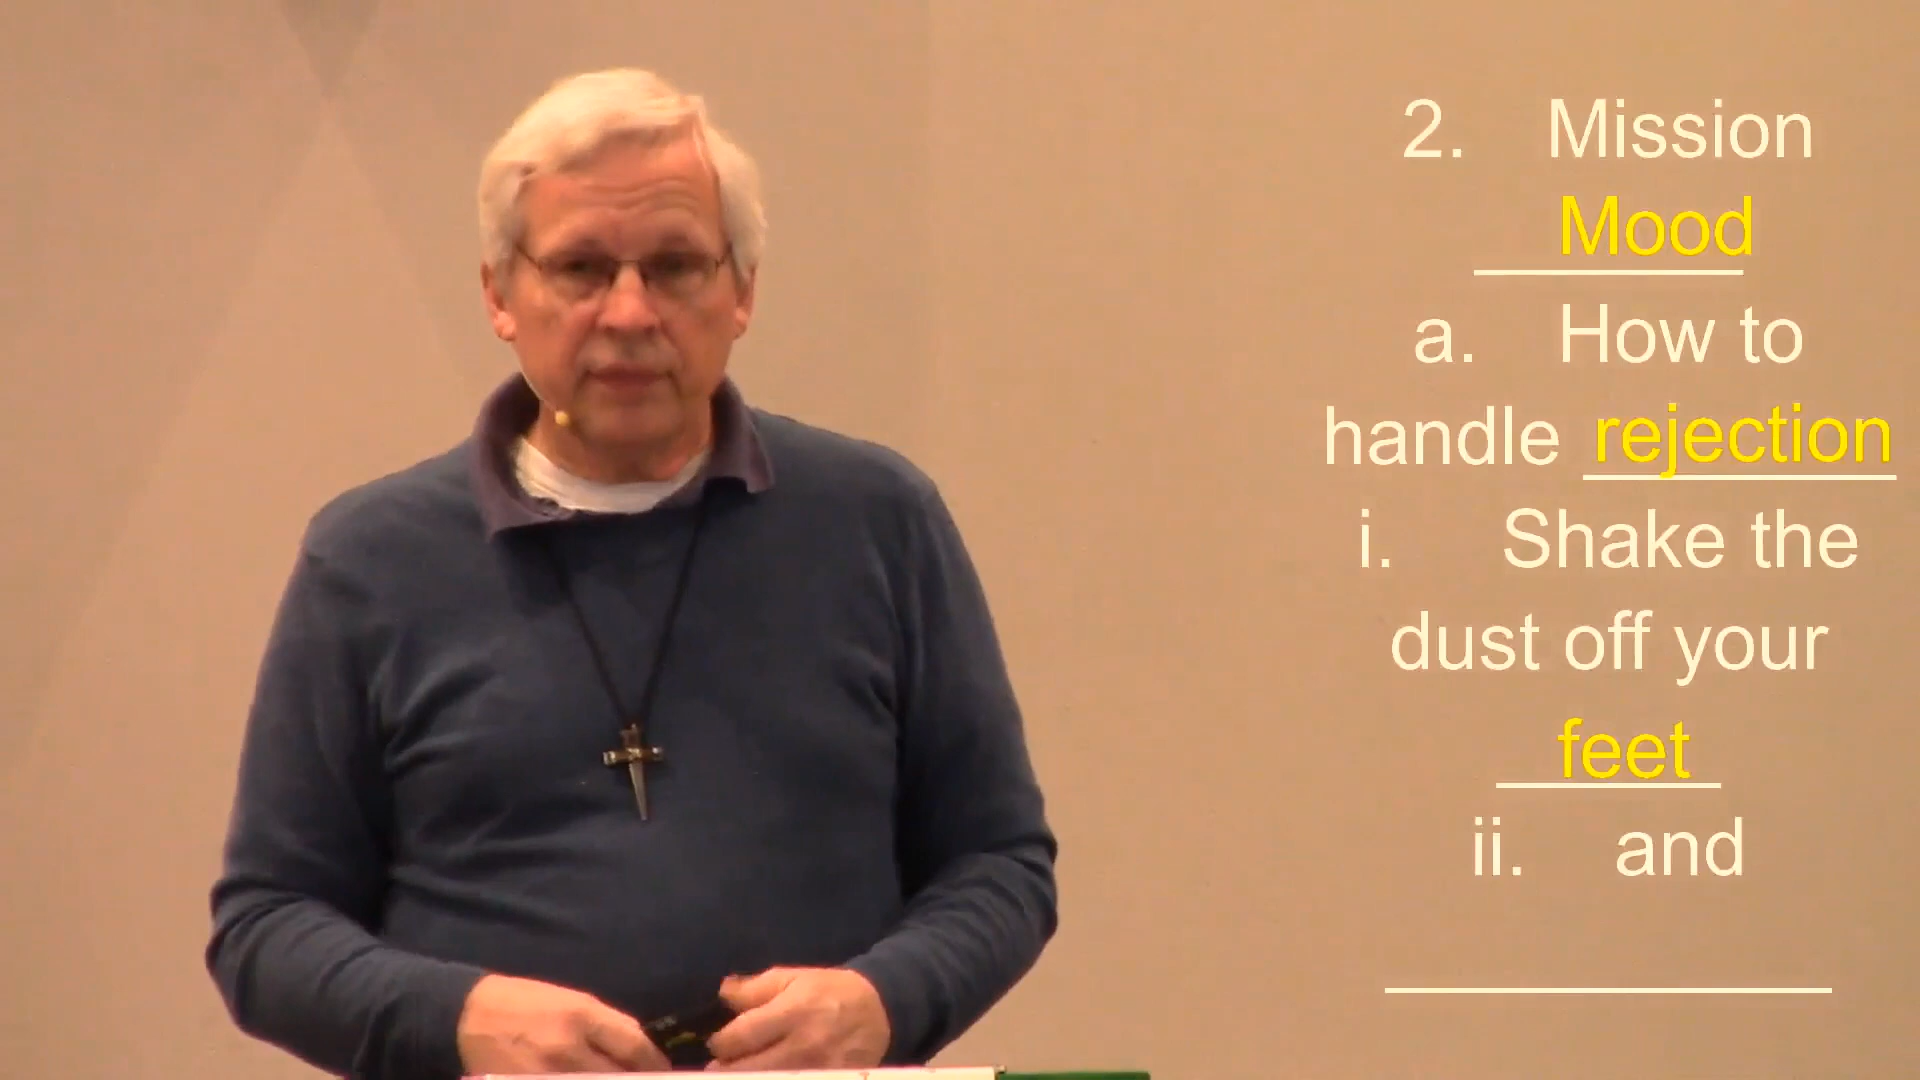 2. Mission
Mood
a. How to
handle rejection
i. Shake the
dust off your
feet
ii. and